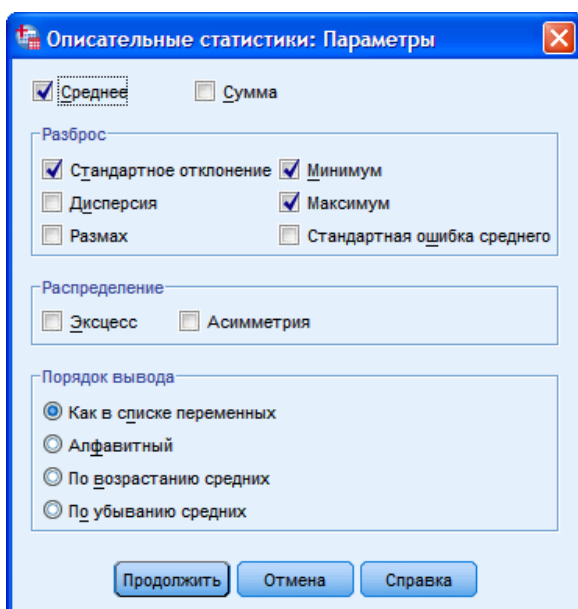 Описательные статистики: Параметры
Среднее Сумма
Разброс
Стандартное отклонение Минимум
Дисперсия Максимум
Размах Стандартная ошибка среднего
Распределение
Эксцесс Асимметрия
Порядок вывода
Как в списке переменных
Алфавитный
По возрастанию средних
По убыванию средних
Продолжить Отмена Справка